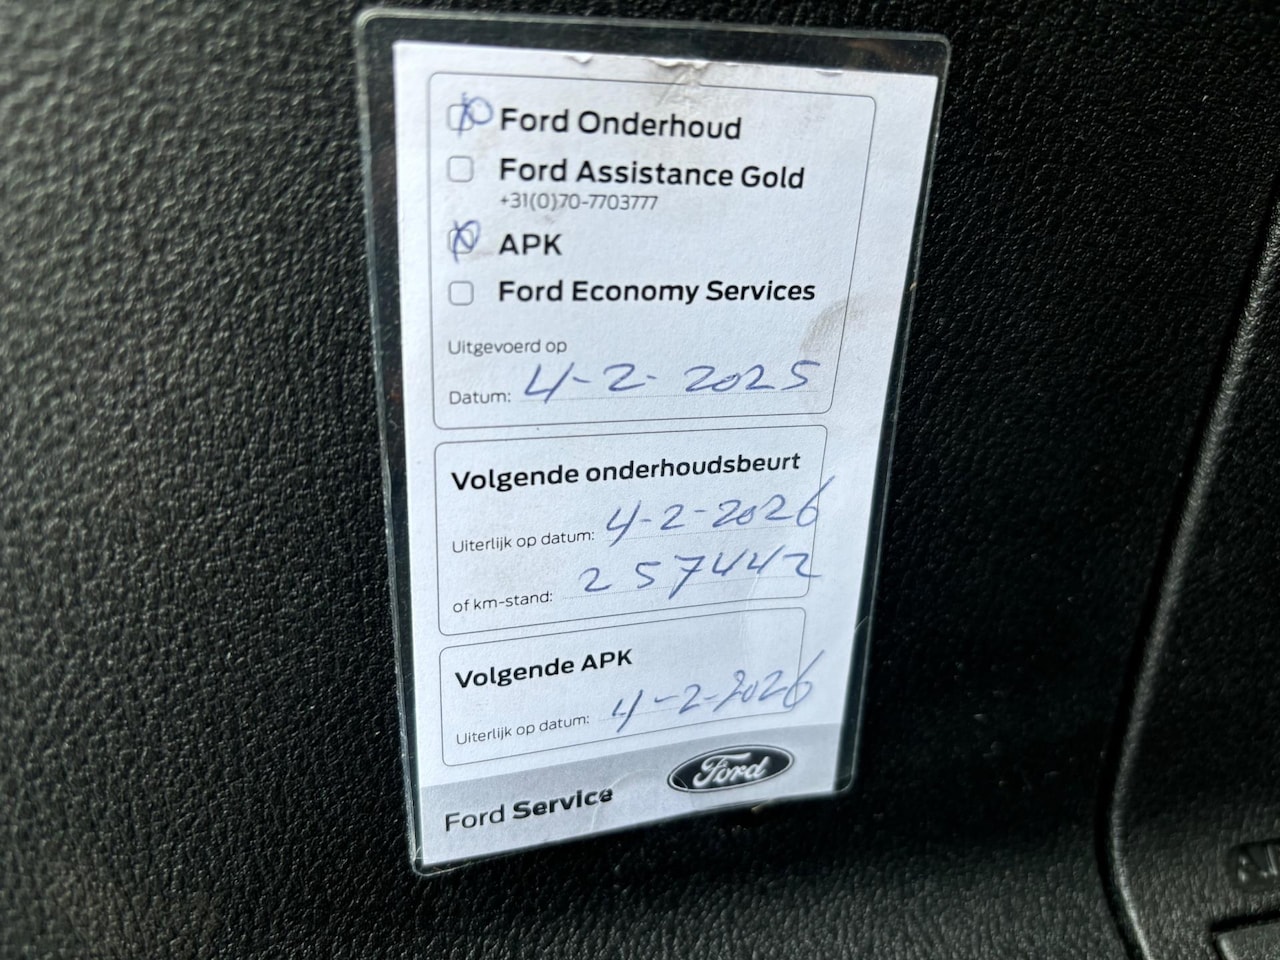 Ford Onderhoud
Ford Assistance Gold
+31(0)70-7703777
APK
Ford Economy Services
Uitgevoerd op
Datum: 4-2-2025
Volgende onderhoudsbeurt
Uiterlijk op datum: 4-2-2026
of km-stand: 257442
Volgende APK
Uiterlijk op datum: 4-2-2026
Ford Service
Ford